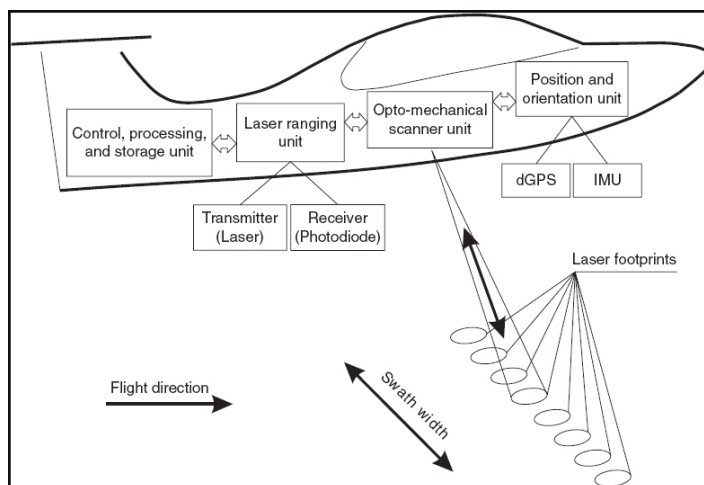 Position and
orientation unit
Opto-mechanical
scanner unit
Laser ranging
unit
Control, processing,
and storage unit
dGPS
IMU
Transmitter
(Laser)
Receiver
(Photodiode)
Laser footprints
Flight direction
Swath width